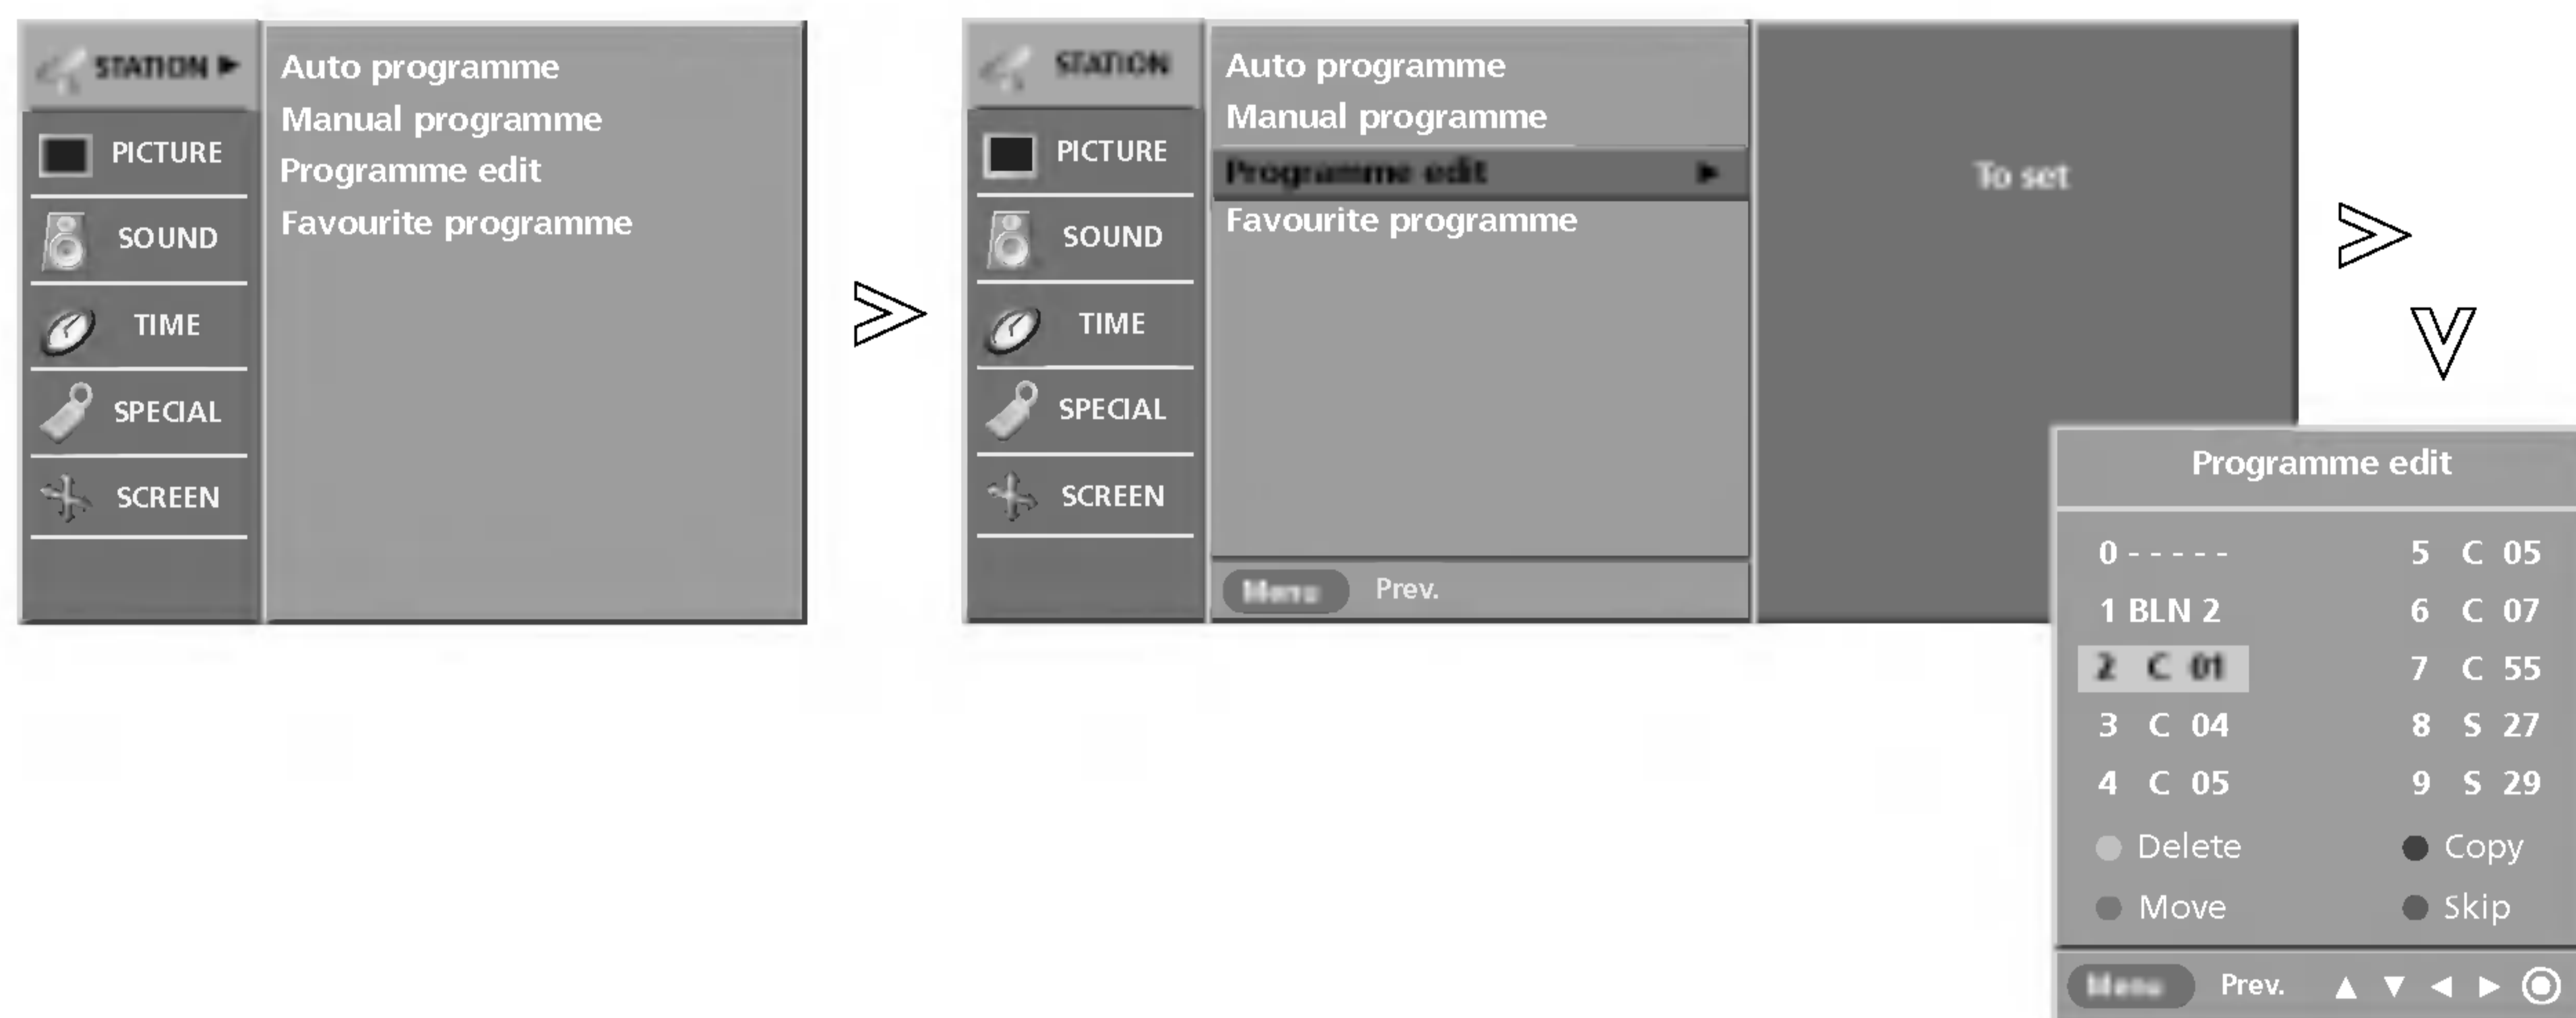 STATION ►
PICTURE
SOUND
TIME
SPECIAL
SCREEN
Auto programme
Manual programme
Programme edit
Favourite programme
STATION
PICTURE
SOUND
TIME
SPECIAL
SCREEN
Auto programme
Manual programme
Programme edit ►
Favourite programme
Menu Prev.
To set
Programme edit
0 - - - - - 5 C 05
1 BLN 2 6 C 07
2 C 01 7 C 55
3 C 04 8 S 27
4 C 05 9 S 29
Delete Copy
Move Skip
Menu Prev. ▲ ▼ ◄ ►